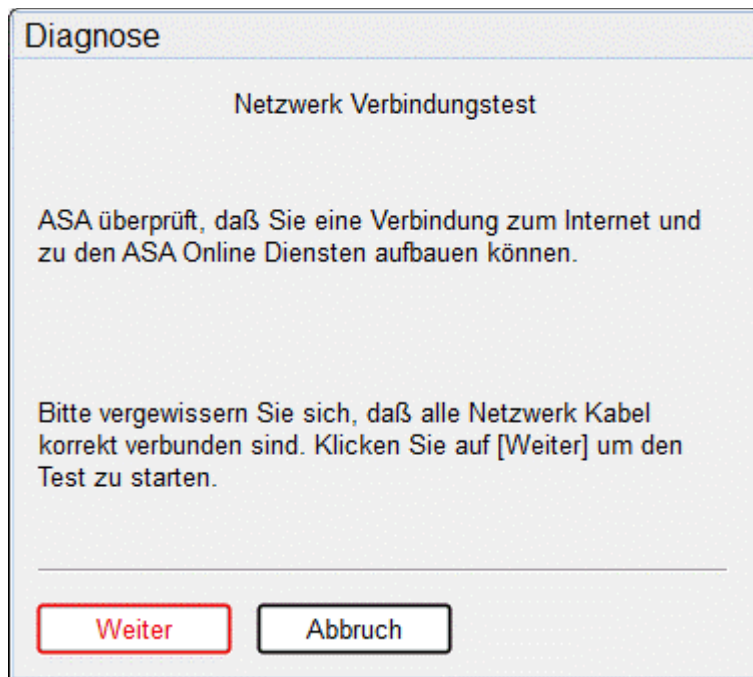 Diagnose
Netzwerk Verbindungstest
ASA überprüft, daß Sie eine Verbindung zum Internet und
zu den ASA Online Diensten aufbauen können.
Bitte vergewissern Sie sich, daß alle Netzwerk Kabel
korrekt verbunden sind. Klicken Sie auf [Weiter] um den
Test zu starten.
Weiter
Abbruch